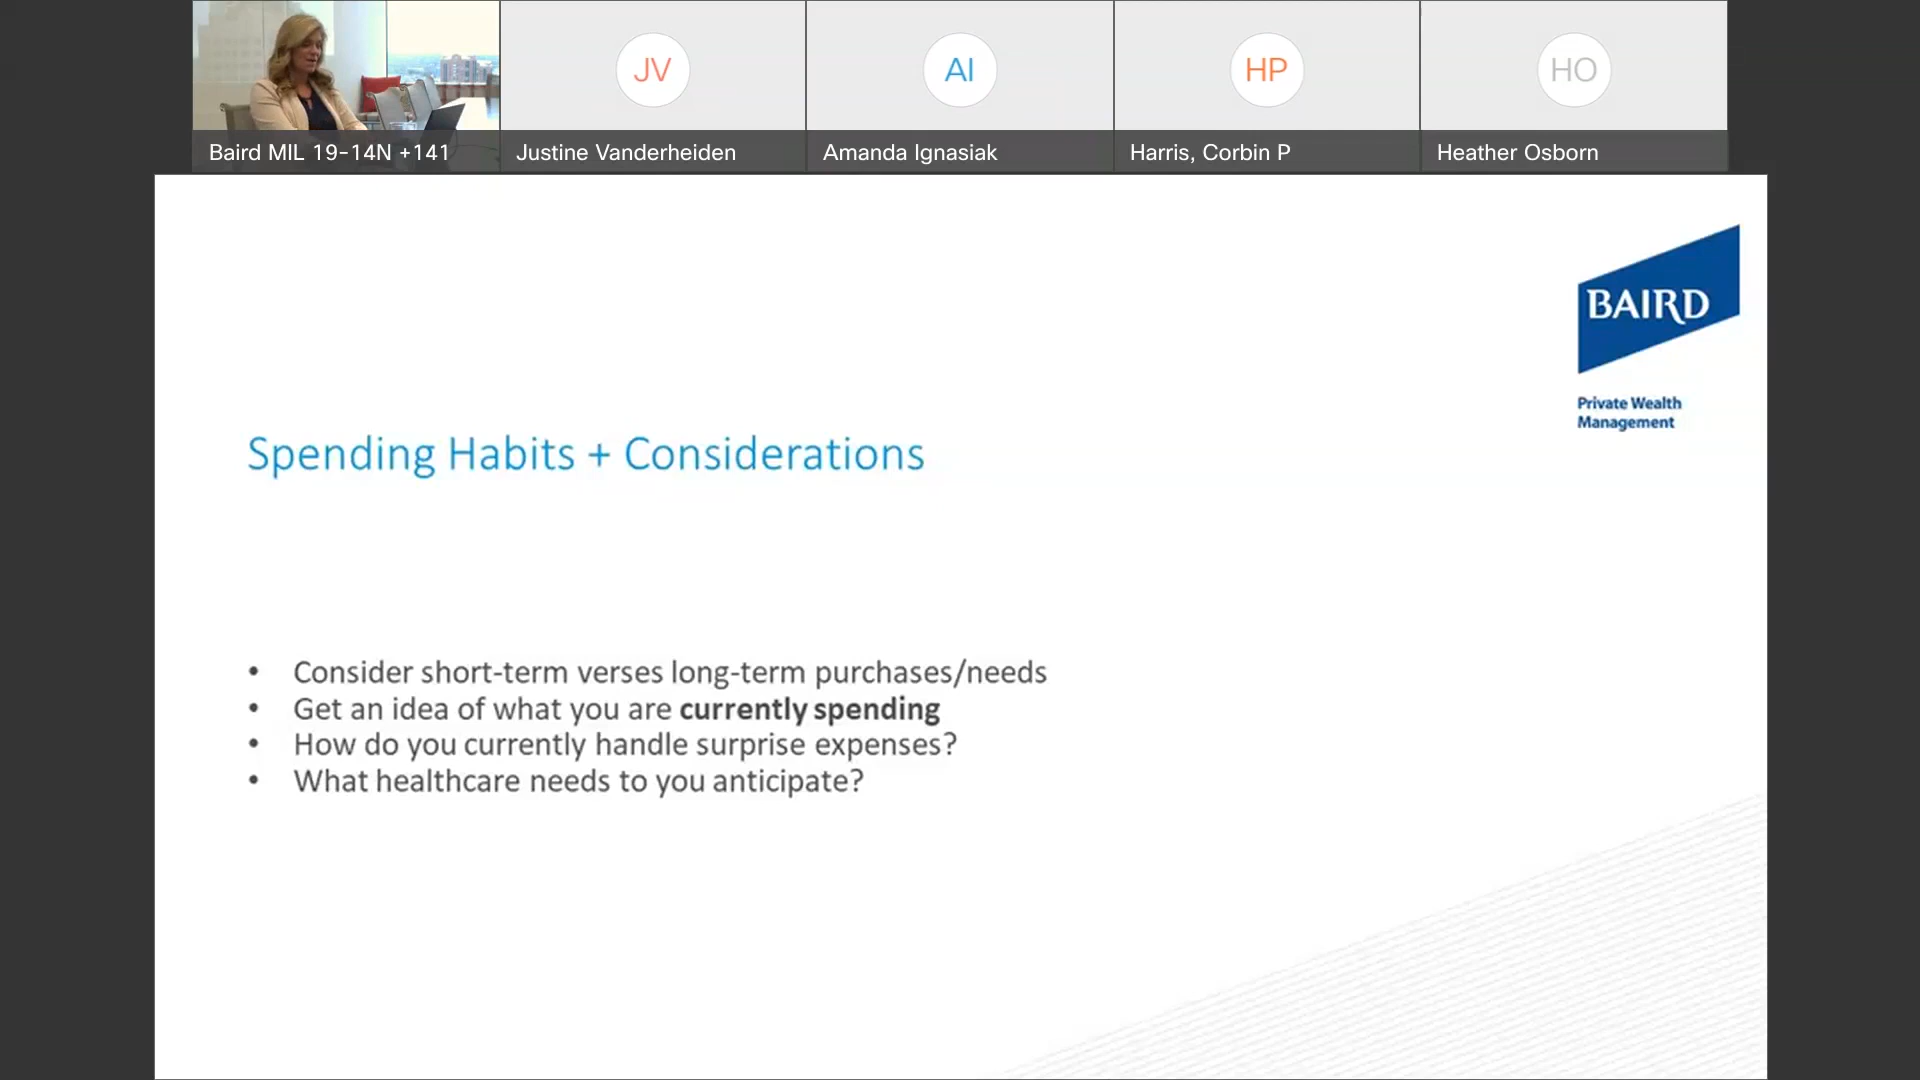 JV
AI
HP
HO
Baird MIL 19-14N +141
Justine Vanderheiden
Amanda Ignasiak
Harris, Corbin P
Heather Osborn
BAIRD
Private Wealth
Management
Spending Habits + Considerations
• Consider short-term verses long-term purchases/needs
• Get an idea of what you are currently spending
• How do you currently handle surprise expenses?
• What healthcare needs to you anticipate?